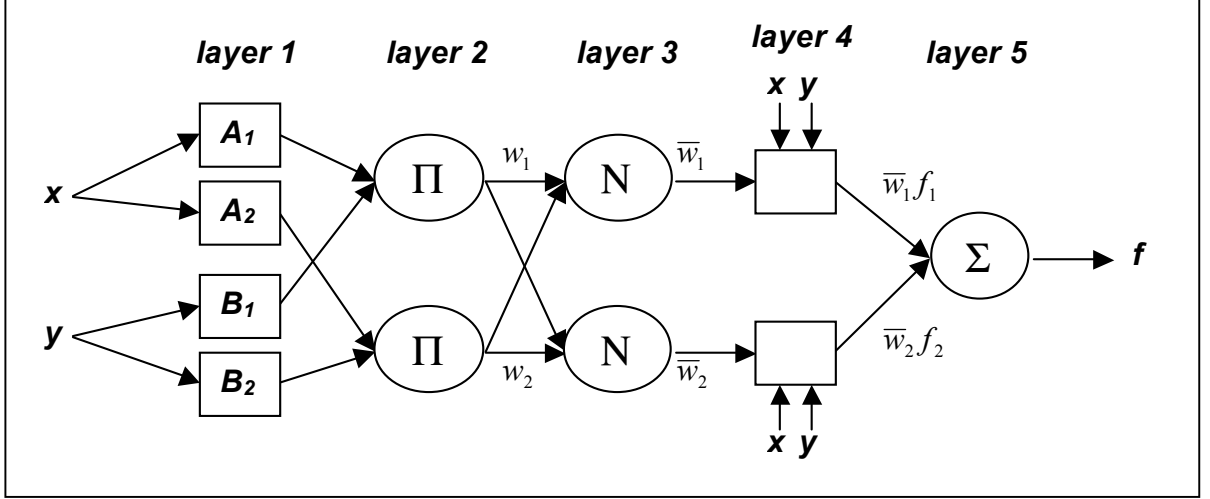 layer 1 layer 2 layer 3 layer 4 layer 5
x y
A1
w̅1f1
w1
w̅1
Π
N
x
A2
Σ
f
B1
y
w̅2f2
Π
N
w2
w̅2
B2
x y